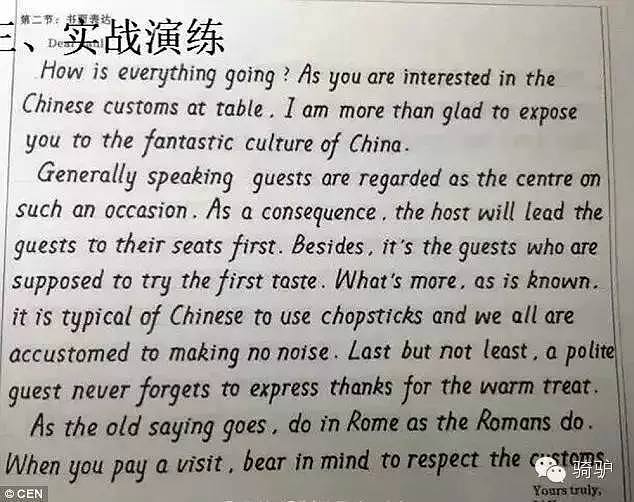 第二节：书面表达
三、实战演练
Dear
How is everything going ? As you are interested in the
Chinese customs at table . I am more than glad to expose
you to the fantastic culture of China .
Generally speaking guests are regarded as the centre on
such an occasion . As a consequence , the host will lead the
guests to their seats first . Besides , it's the guests who are
supposed to try the first taste . What's more , as is known ,
it is typical of Chinese to use chopsticks and we all are
accustomed to making no noise . Last but not least , a polite
guest never forgets to express thanks for the warm treat .
As the old saying goes , do in Rome as the Romans do .
When you pay a visit , bear in mind to respect the customs
骑驴
Yours truly,
© CEN